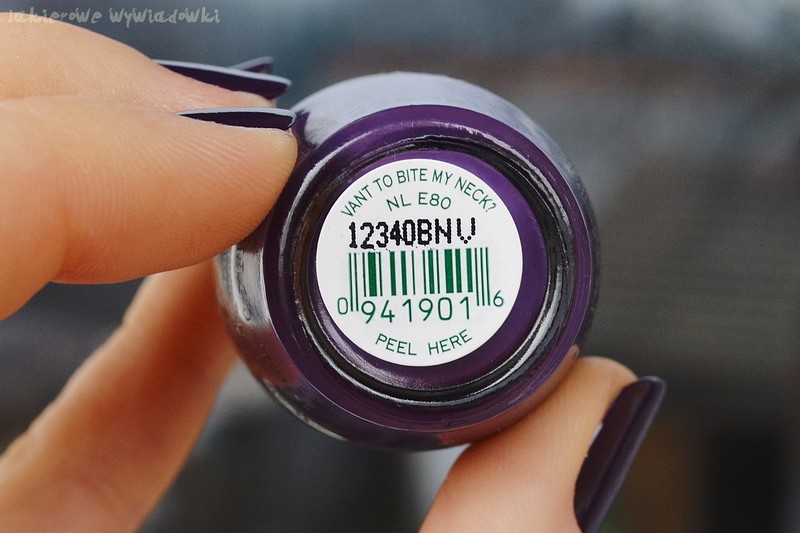 lakierowe wywiadówki
VANT TO BITE MY NECK?
NL E80
12340BNV
0 941901 6
PEEL HERE